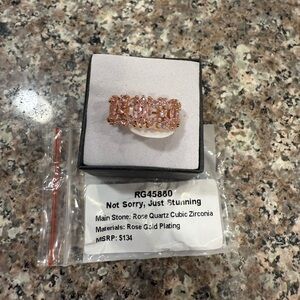 RG45880
Not Sorry, Just Stunning
Main Stone: Rose Quartz Cubic Zirconia
Materials: Rose Gold Plating
MSRP: $134